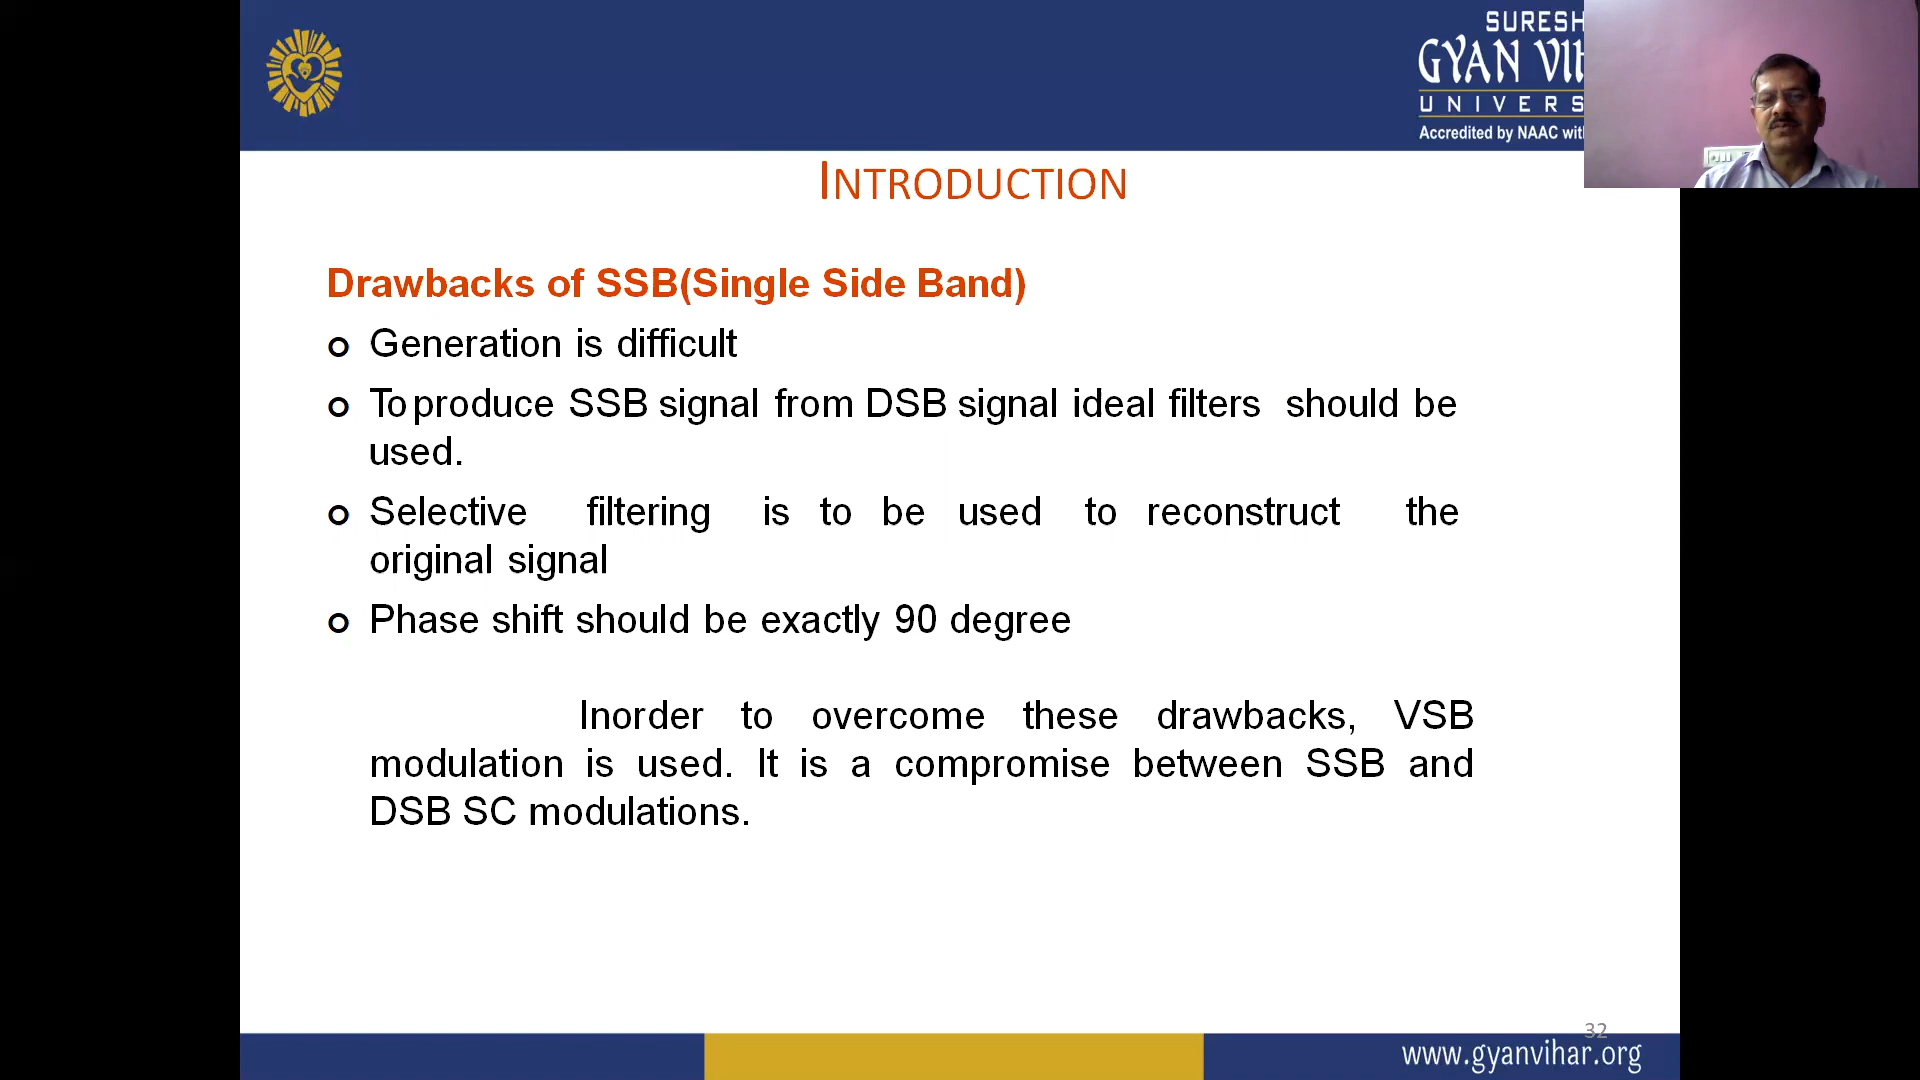 SURESH
GYAN VIH
UNIVERS
Accredited by NAAC with
INTRODUCTION
Drawbacks of SSB(Single Side Band)
Generation is difficult
To produce SSB signal from DSB signal ideal filters should be
used.
Selective filtering is to be used to reconstruct the
original signal
Phase shift should be exactly 90 degree
Inorder to overcome these drawbacks, VSB
modulation is used. It is a compromise between SSB and
DSB SC modulations.
32
www.gyanvihar.org